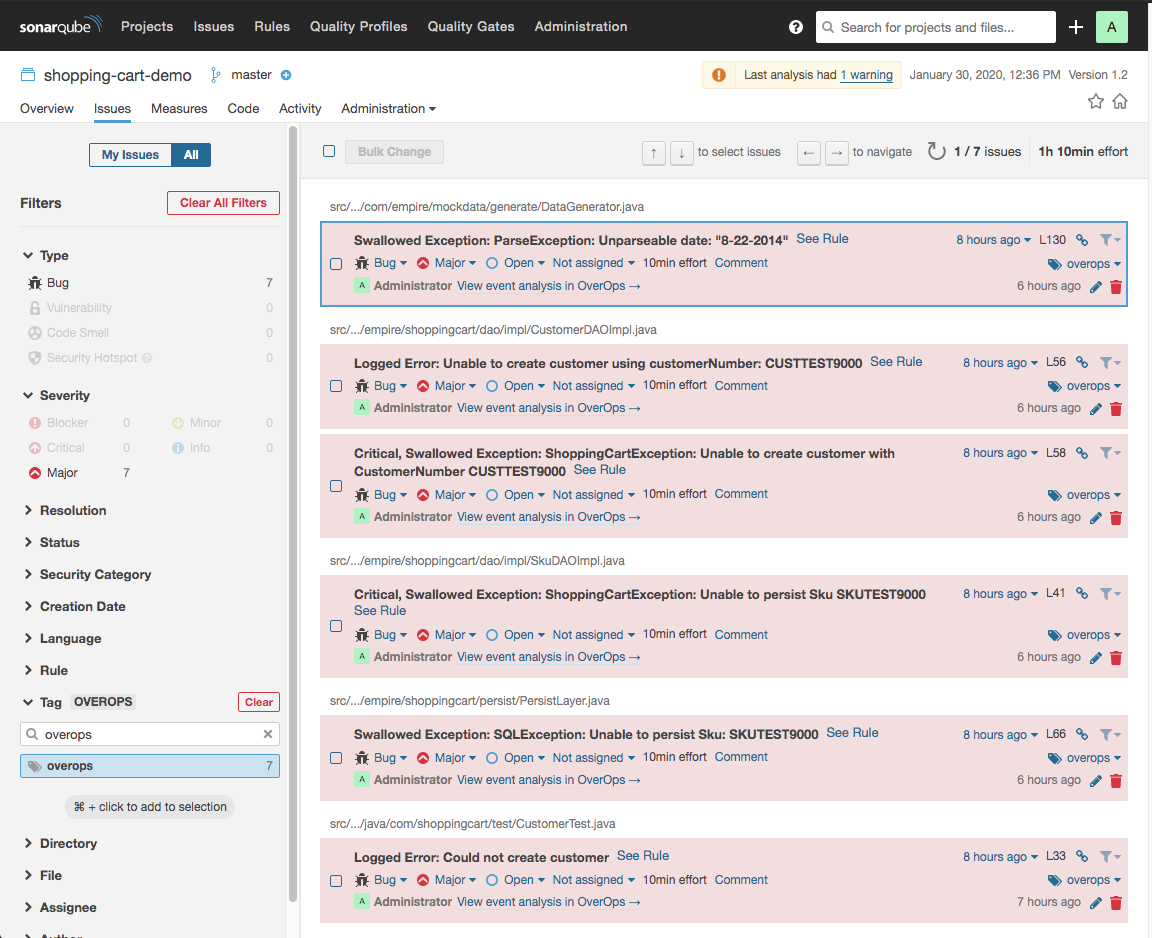 sonarqube Projects Issues Rules Quality Profiles Quality Gates Administration ? Search for projects and files... + A
shopping-cart-demo master Last analysis had 1 warning January 30, 2020, 12:36 PM Version 1.2
Overview Issues Measures Code Activity Administration
My Issues All
Filters Clear All Filters
Type
Bug 7
Vulnerability 0
Code Smell 0
Security Hotspot 0
Severity
Blocker 0 Minor 0
Critical 0 Info 0
Major 7
Resolution
Status
Security Category
Creation Date
Language
Rule
Tag OVEROPS Clear
overops
overops 7
⌘ + click to add to selection
Directory
File
Assignee
Author
Bulk Change ↑ ↓ to select issues ← → to navigate 1 / 7 issues 1h 10min effort
src/.../com/empire/mockdata/generate/DataGenerator.java
Swallowed Exception: ParseException: Unparseable date: "8-22-2014" See Rule 8 hours ago L130
Bug Major Open Not assigned 10min effort Comment overops
A Administrator View event analysis in OverOps → 6 hours ago
src/.../empire/shoppingcart/dao/impl/CustomerDAOImpl.java
Logged Error: Unable to create customer using customerNumber: CUSTTEST9000 See Rule 8 hours ago L56
Bug Major Open Not assigned 10min effort Comment overops
A Administrator View event analysis in OverOps → 6 hours ago
Critical, Swallowed Exception: ShoppingCartException: Unable to create customer with 8 hours ago L58
CustomerNumber CUSTTEST9000 See Rule
Bug Major Open Not assigned 10min effort Comment overops
A Administrator View event analysis in OverOps → 6 hours ago
src/.../empire/shoppingcart/dao/impl/SkuDAOImpl.java
Critical, Swallowed Exception: ShoppingCartException: Unable to persist Sku SKUTEST9000 8 hours ago L41
See Rule
Bug Major Open Not assigned 10min effort Comment overops
A Administrator View event analysis in OverOps → 6 hours ago
src/.../empire/shoppingcart/persist/PersistLayer.java
Swallowed Exception: SQLException: Unable to persist Sku: SKUTEST9000 See Rule 8 hours ago L66
Bug Major Open Not assigned 10min effort Comment overops
A Administrator View event analysis in OverOps → 6 hours ago
src/.../java/com/shoppingcart/test/CustomerTest.java
Logged Error: Could not create customer See Rule 8 hours ago L33
Bug Major Open Not assigned 10min effort Comment overops
A Administrator View event analysis in OverOps → 7 hours ago